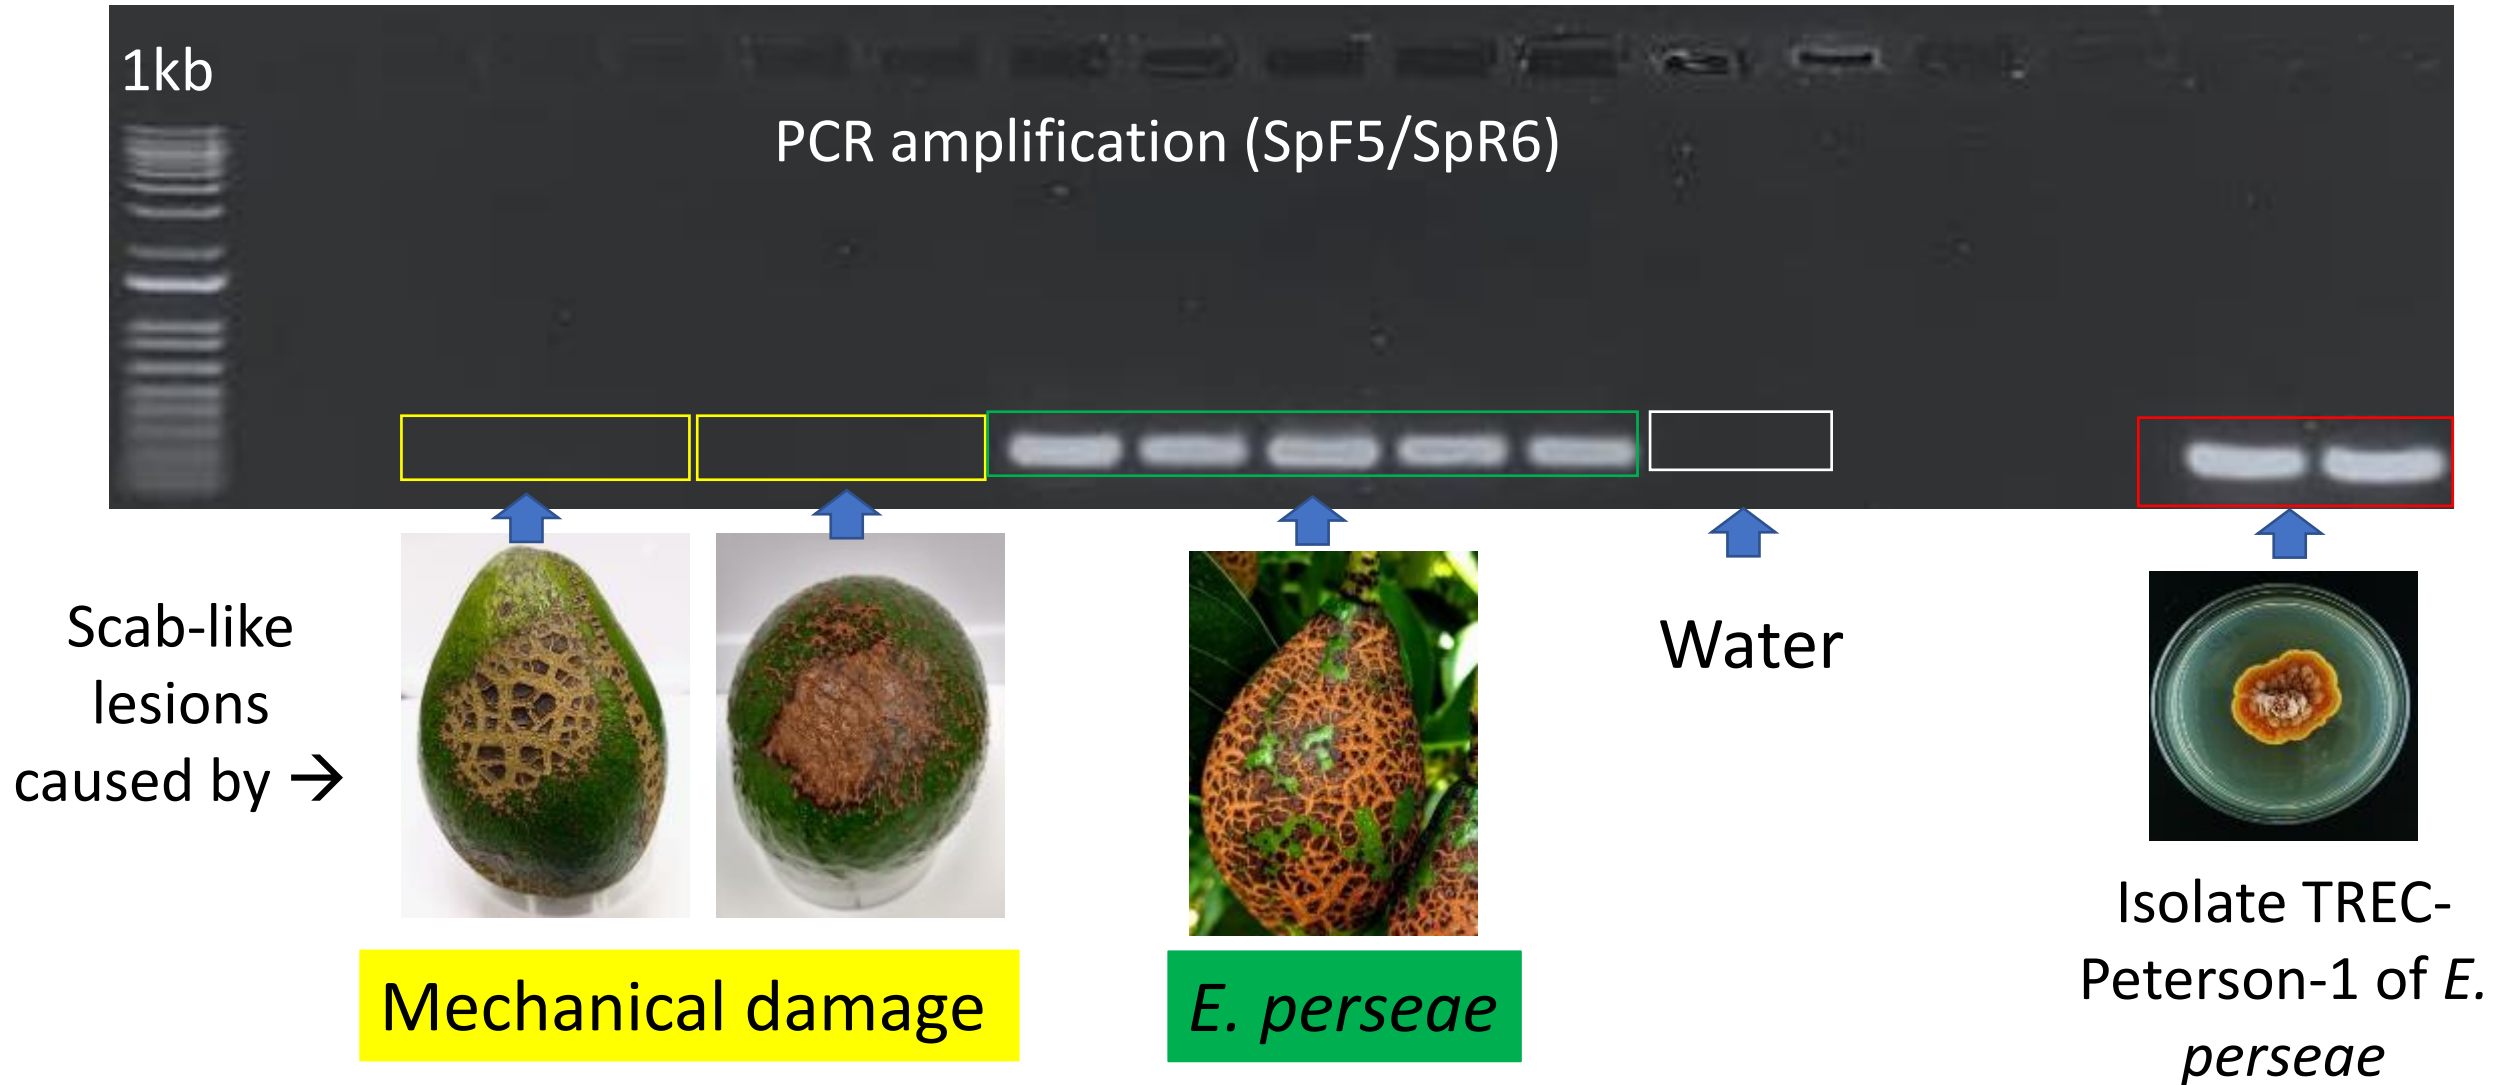 1kb
PCR amplification (SpF5/SpR6)
Scab-like
lesions
caused by →
Water
Mechanical damage
E. perseae
Isolate TREC-
Peterson-1 of E.
perseae